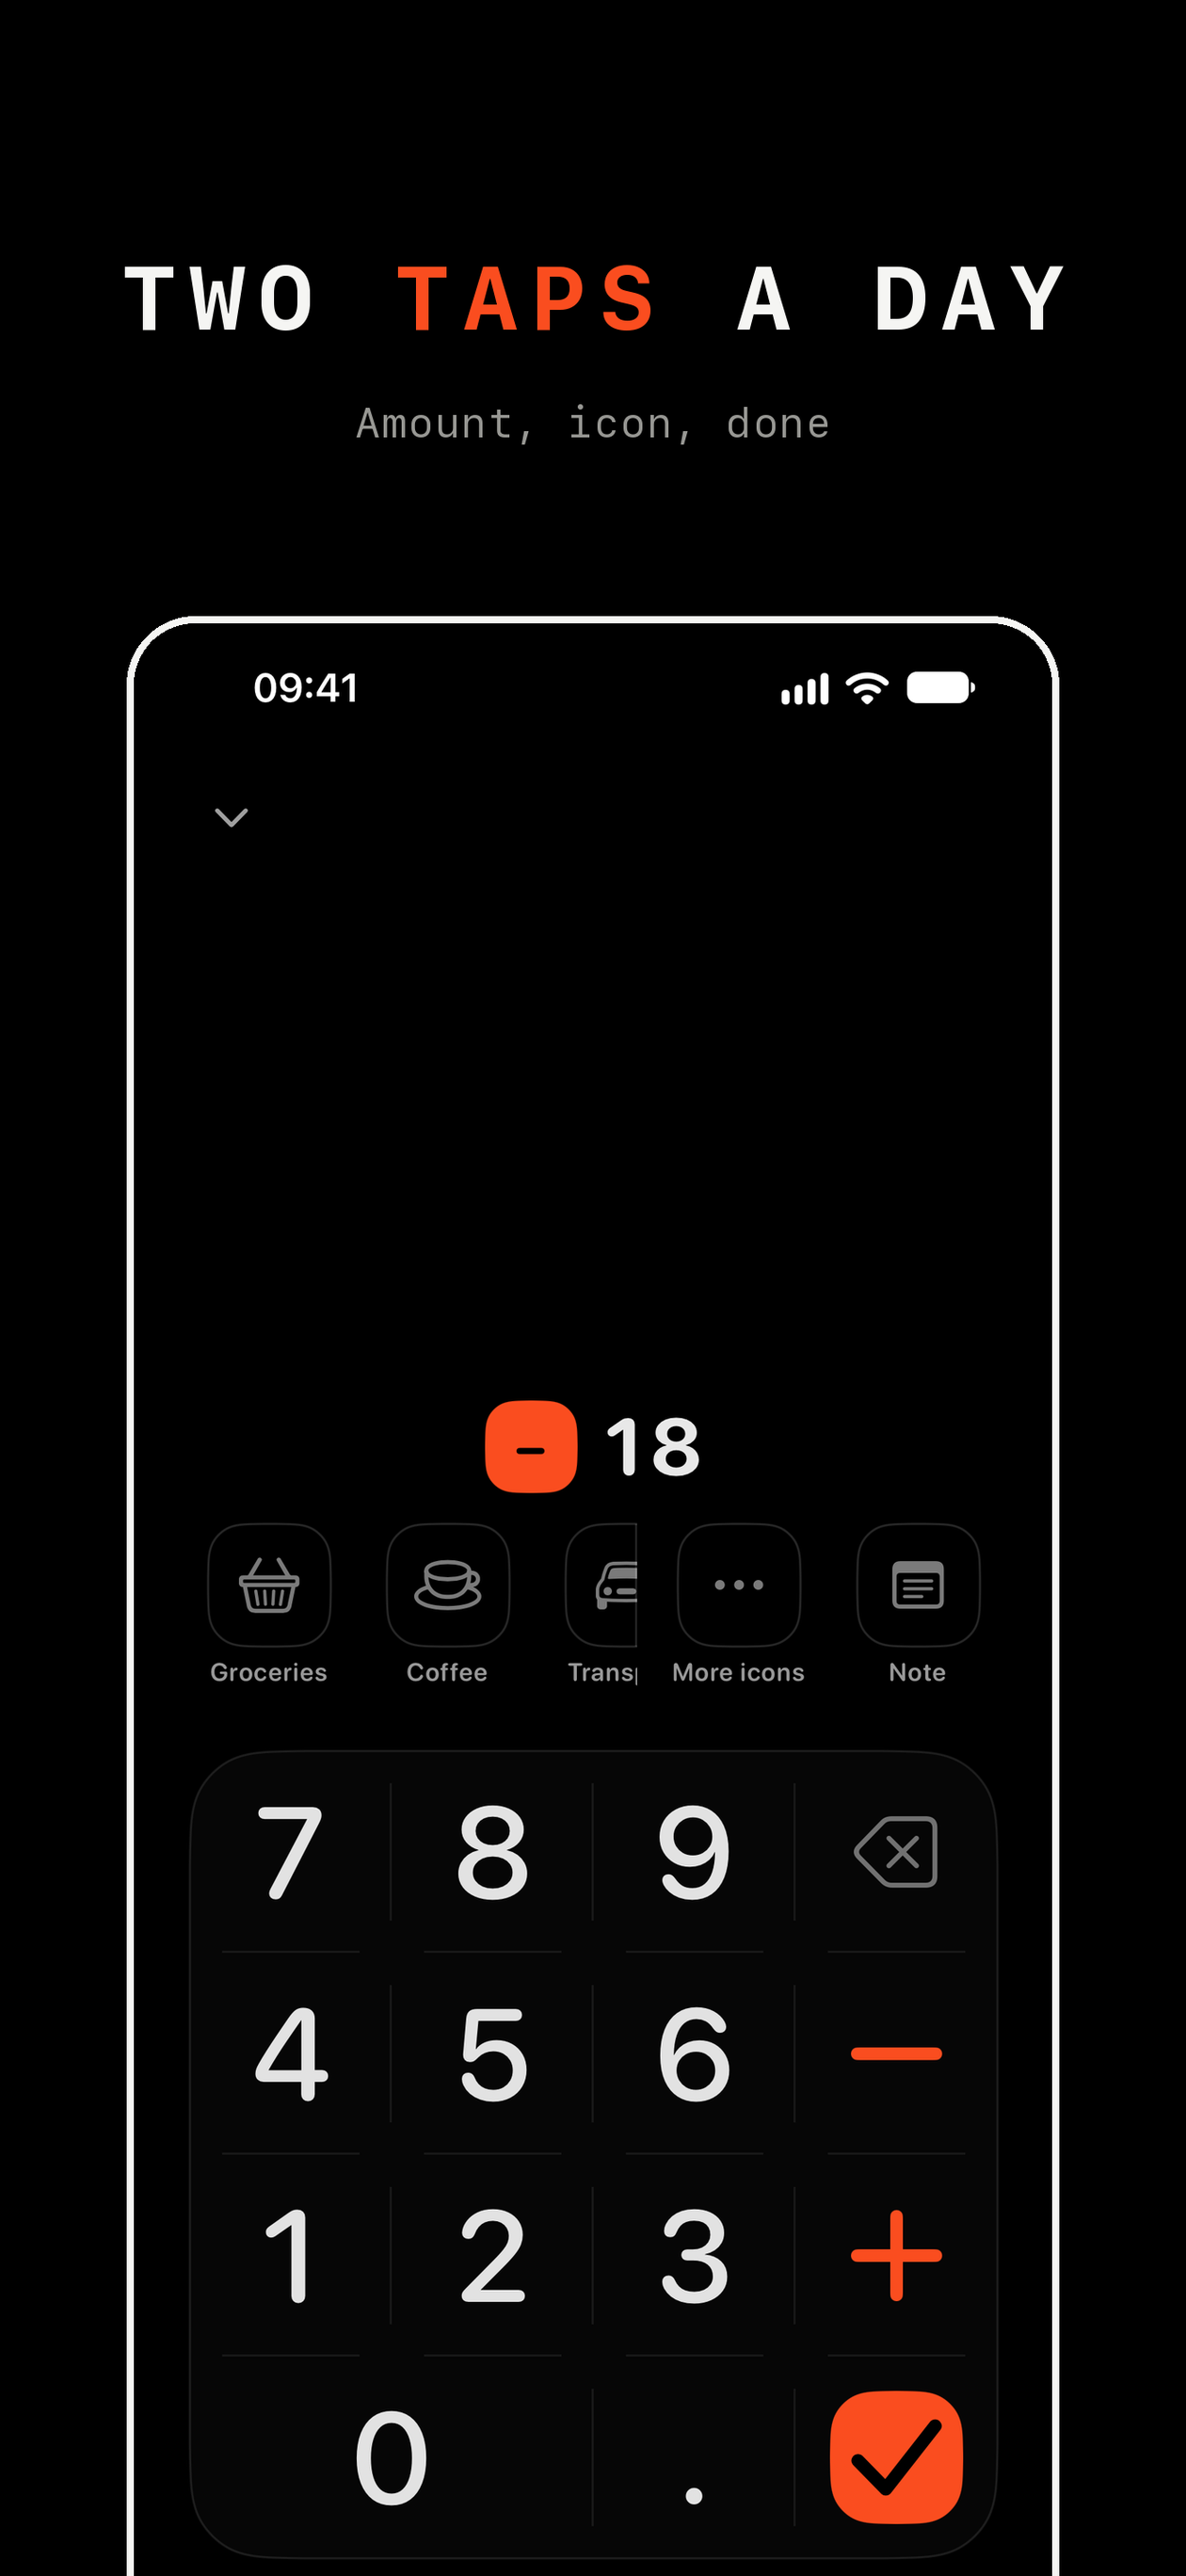 TWO TAPS A DAY
Amount, icon, done
09:41
- 18
Groceries Coffee Transp More icons Note
7 8 9
4 5 6 −
1 2 3 +
0 .